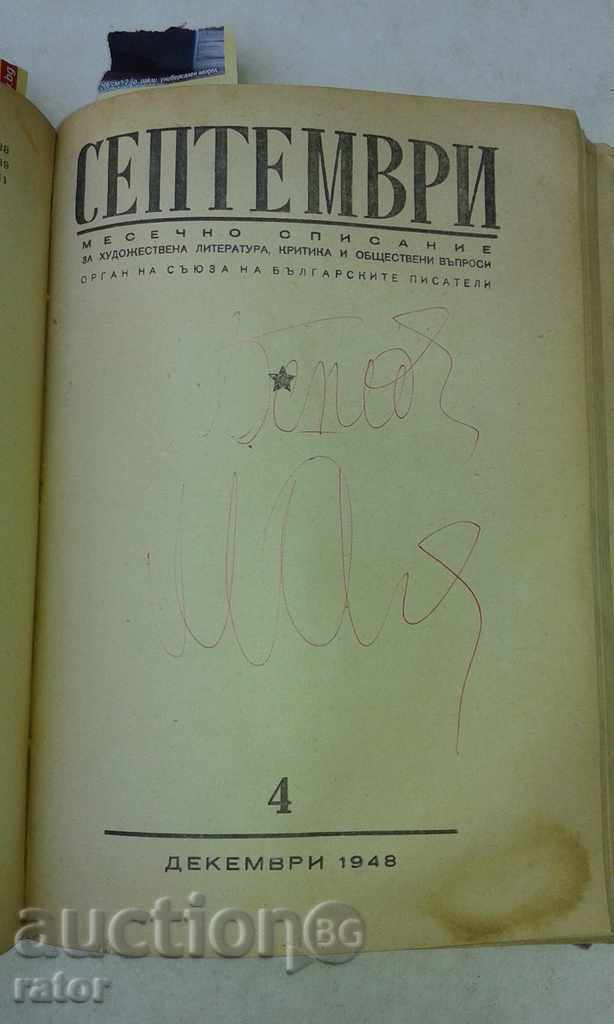 СЕПТЕМВРИ
МЕСЕЧНО СПИСАНИЕ
ЗА ХУДОЖЕСТВЕНА ЛИТЕРАТУРА, КРИТИКА И ОБЩЕСТВЕНИ ВЪПРОСИ
ОРГАН НА СЪЮЗА НА БЪЛГАРСКИТЕ ПИСАТЕЛИ
4
ДЕКЕМВРИ 1948
auction BG
rator